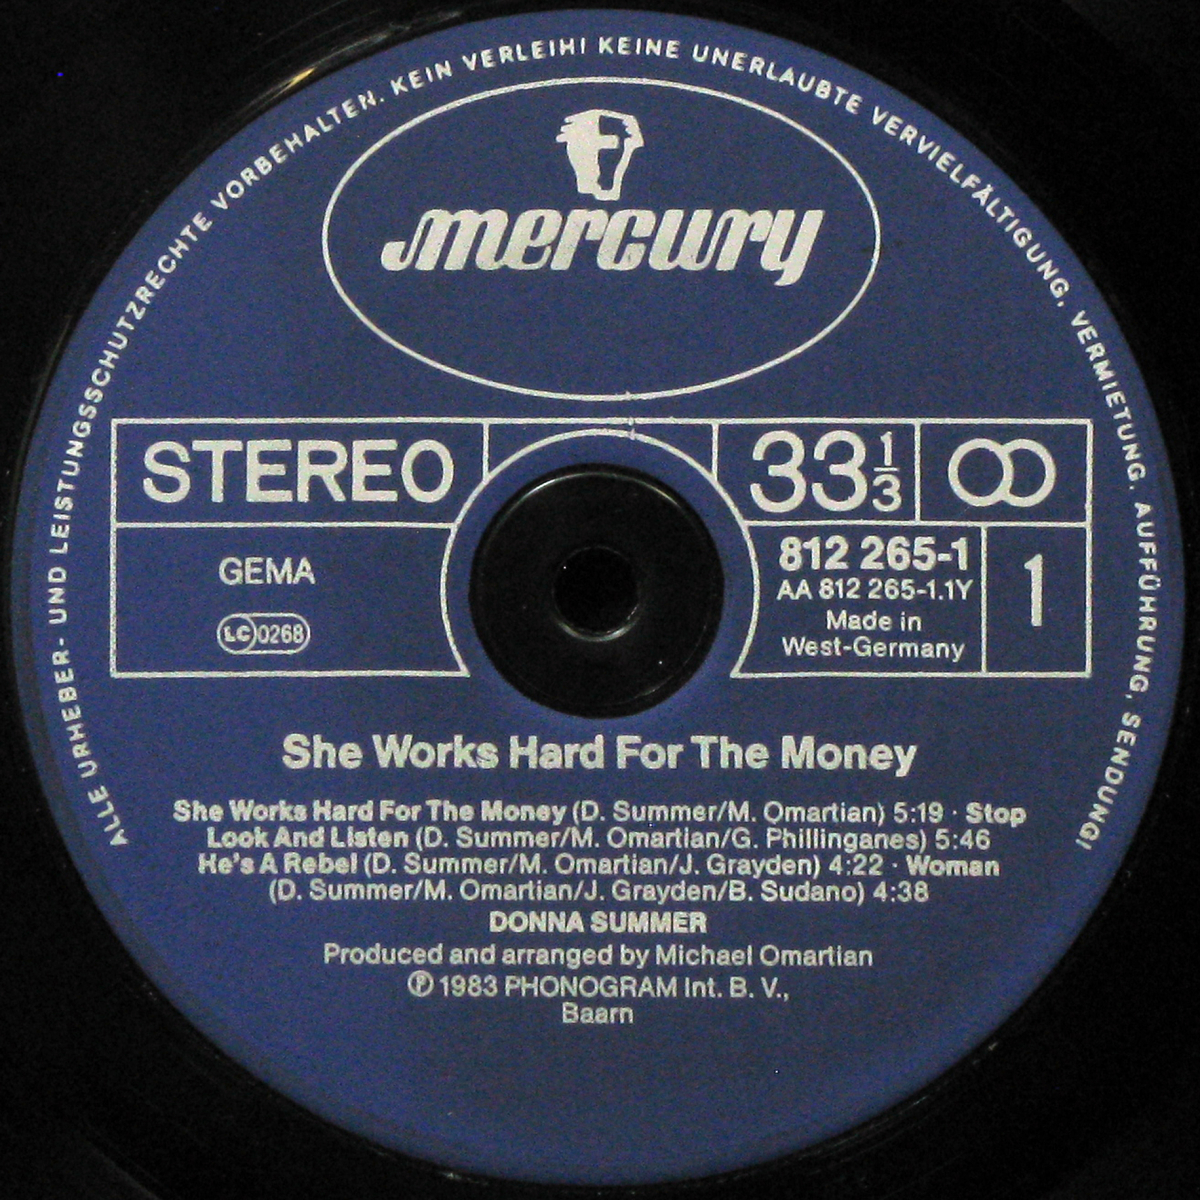 ALLE URHEBER- UND LEISTUNGSSCHUTZRECHTE VORBEHALTEN. KEIN VERLEIH! KEINE UNERLAUBTE VERVIELFÄLTIGUNG, VERMIETUNG, AUFFÜHRUNG, SENDUNG!
mercury
STEREO
33 1/3
GEMA
LC 0268
812 265-1
AA 812 265-1.1Y
Made in
West-Germany
1
She Works Hard For The Money
She Works Hard For The Money (D. Summer/M. Omartian) 5:19 · Stop
Look And Listen (D. Summer/M. Omartian/G. Phillinganes) 5:46
He's A Rebel (D. Summer/M. Omartian/J. Grayden) 4:22 · Woman
(D. Summer/M. Omartian/J. Grayden/B. Sudano) 4:38
DONNA SUMMER
Produced and arranged by Michael Omartian
℗ 1983 PHONOGRAM Int. B. V.,
Baarn